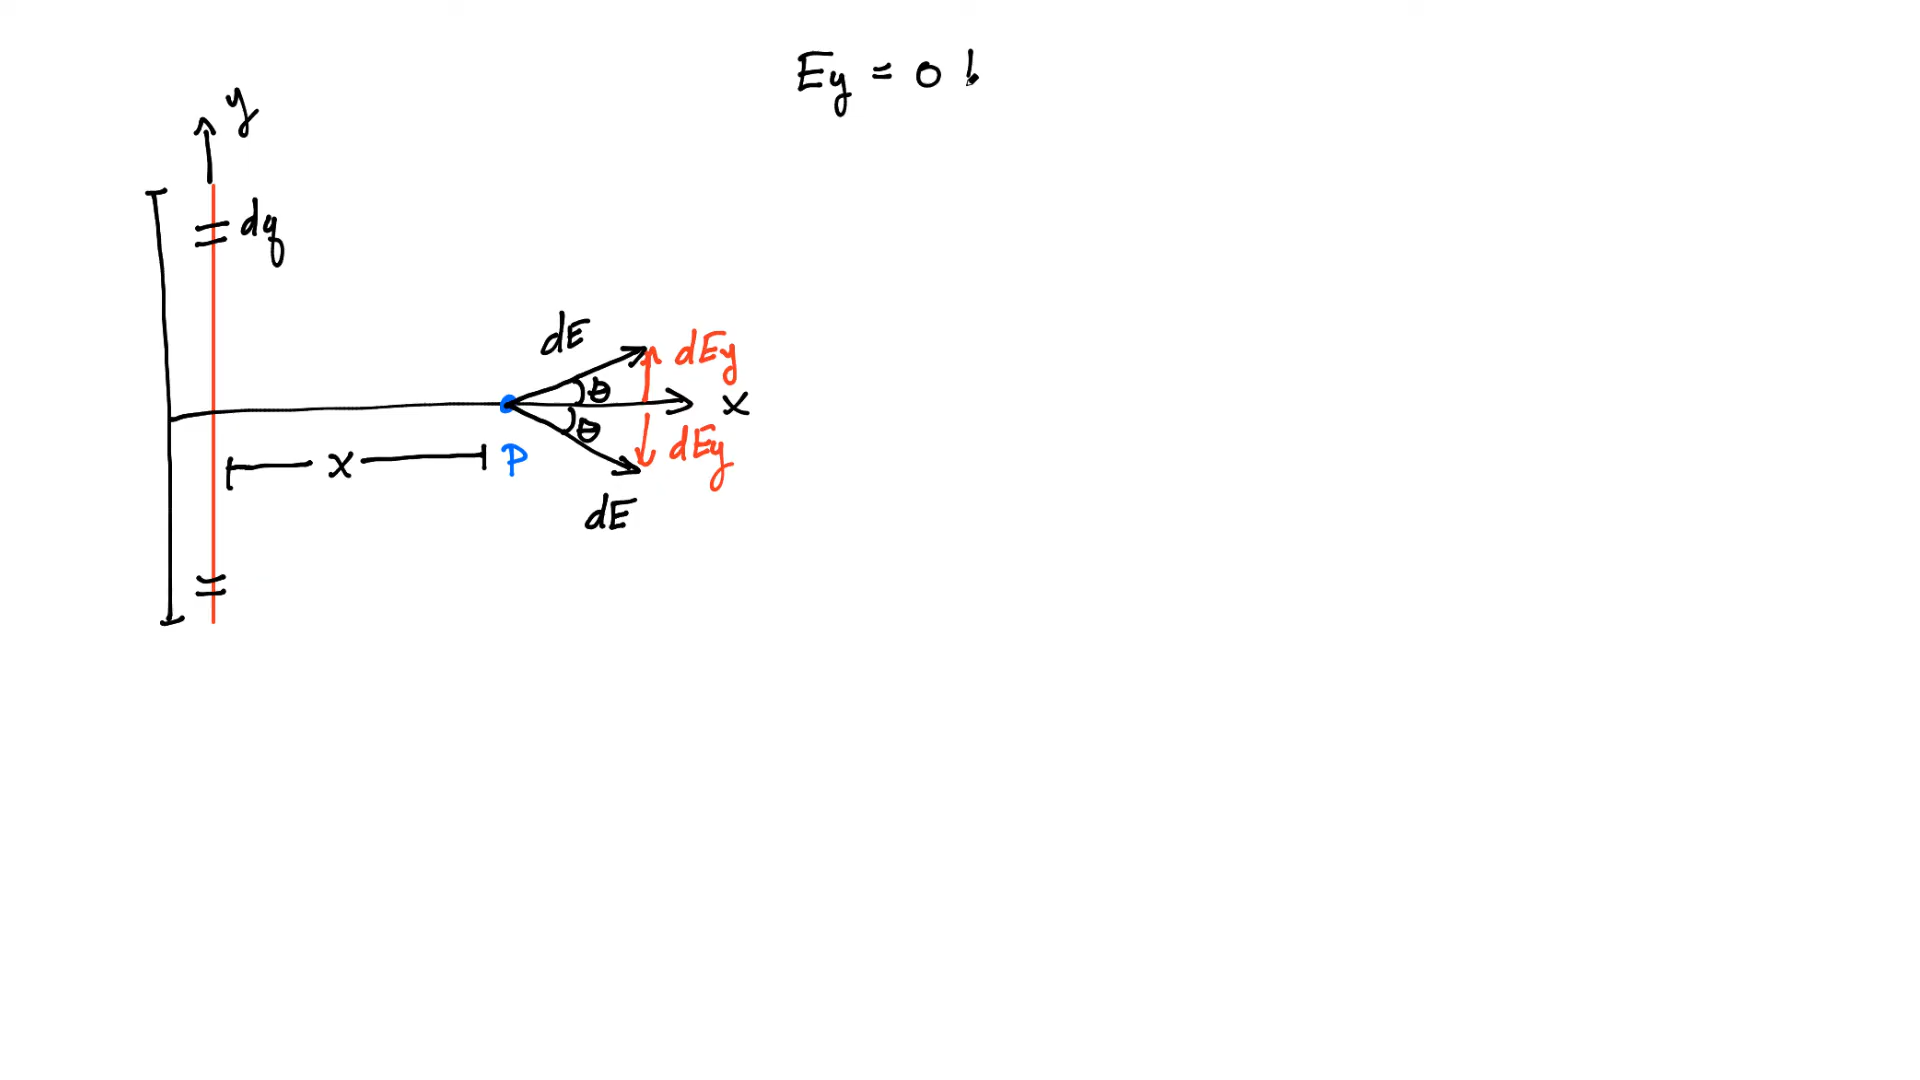 Ey = 0 !
y
dq
dE
dEy
θ
x
θ
dEy
x
P
dE